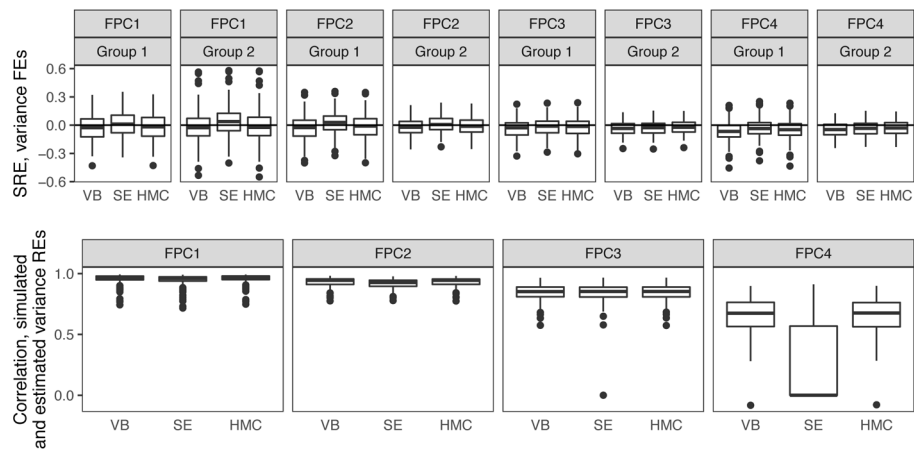 FPC1 FPC1 FPC2 FPC2 FPC3 FPC3 FPC4 FPC4
Group 1 Group 2 Group 1 Group 2 Group 1 Group 2 Group 1 Group 2
SRE, variance FEs
0.6
0.3
0.0
−0.3
−0.6
VB SE HMC VB SE HMC VB SE HMC VB SE HMC VB SE HMC VB SE HMC VB SE HMC VB SE HMC
FPC1 FPC2 FPC3 FPC4
Correlation, simulated
and estimated variance REs
1.0
0.5
0.0
VB SE HMC VB SE HMC VB SE HMC VB SE HMC